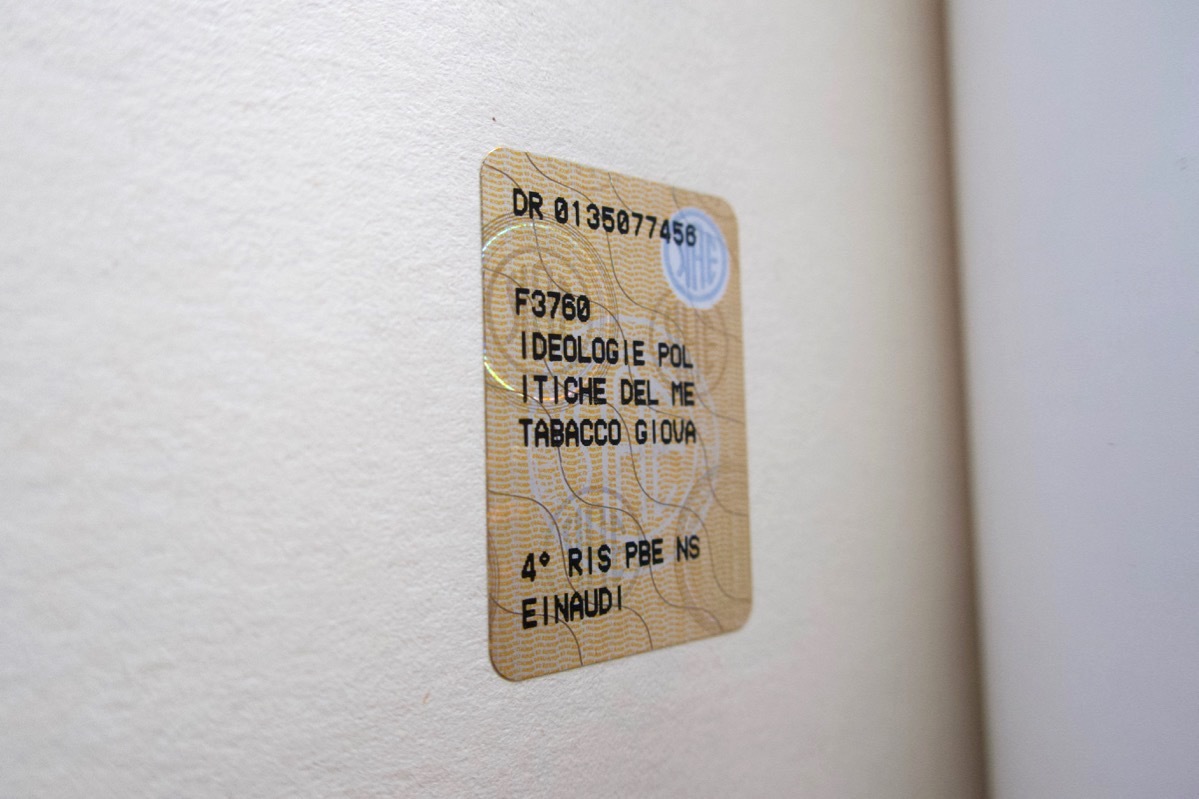 DR 0135077456
F3760
IDEOLOGIE POL
ITICHE DEL ME
TABACCO GIOVA
4° RIS PBE NS
EINAUDI